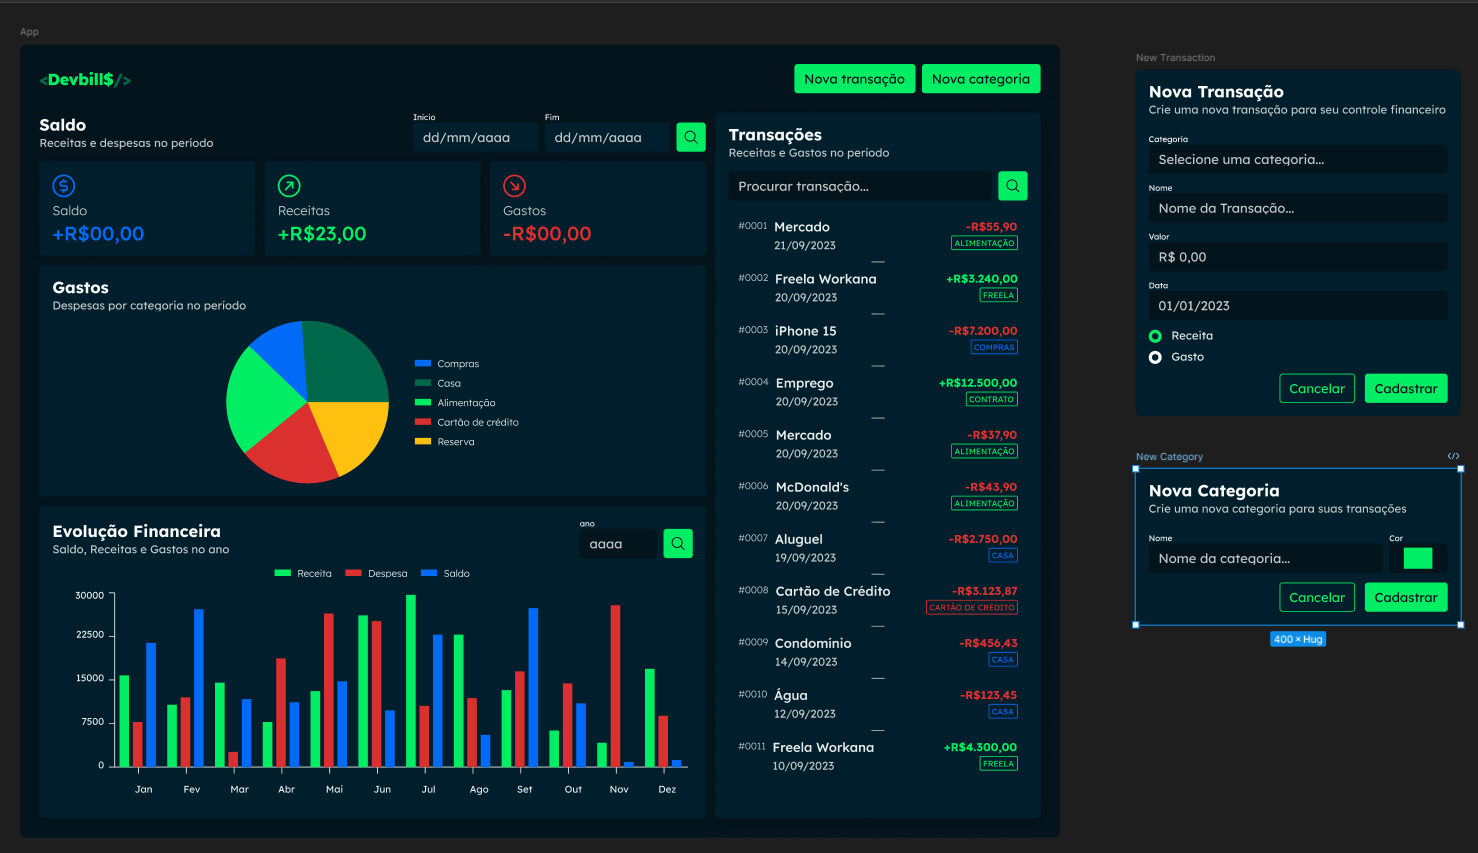 App
<Devbill$/>
Nova transação
Nova categoria
Saldo
Receitas e despesas no período
Início
dd/mm/aaaa
Fim
dd/mm/aaaa
Saldo
+R$00,00
Receitas
+R$23,00
Gastos
-R$00,00
Gastos
Despesas por categoria no período
Compras
Casa
Alimentação
Cartão de crédito
Reserva
Evolução Financeira
Saldo, Receitas e Gastos no ano
ano
aaaa
Receita
Despesa
Saldo
30000
22500
15000
7500
0
Jan
Fev
Mar
Abr
Mai
Jun
Jul
Ago
Set
Out
Nov
Dez
Transações
Receitas e Gastos no período
Procurar transação...
#0001 Mercado -R$55,90
21/09/2023 ALIMENTAÇÃO
#0002 Freela Workana +R$3.240,00
20/09/2023 FREELA
#0003 iPhone 15 -R$7.200,00
20/09/2023 COMPRAS
#0004 Emprego +R$12.500,00
20/09/2023 CONTRATO
#0005 Mercado -R$37,90
20/09/2023 ALIMENTAÇÃO
#0006 McDonald's -R$43,90
20/09/2023 ALIMENTAÇÃO
#0007 Aluguel -R$2.750,00
19/09/2023 CASA
#0008 Cartão de Crédito -R$3.123,87
15/09/2023 CARTÃO DE CRÉDITO
#0009 Condomínio -R$456,43
14/09/2023 CASA
#0010 Água -R$123,45
12/09/2023 CASA
#0011 Freela Workana +R$4.300,00
10/09/2023 FREELA
New Transaction
Nova Transação
Crie uma nova transação para seu controle financeiro
Categoria
Selecione uma categoria...
Nome
Nome da Transação...
Valor
R$ 0,00
Data
01/01/2023
Receita
Gasto
Cancelar
Cadastrar
New Category
</>
Nova Categoria
Crie uma nova categoria para suas transações
Nome
Nome da categoria...
Cor
Cancelar
Cadastrar
400 × Hug